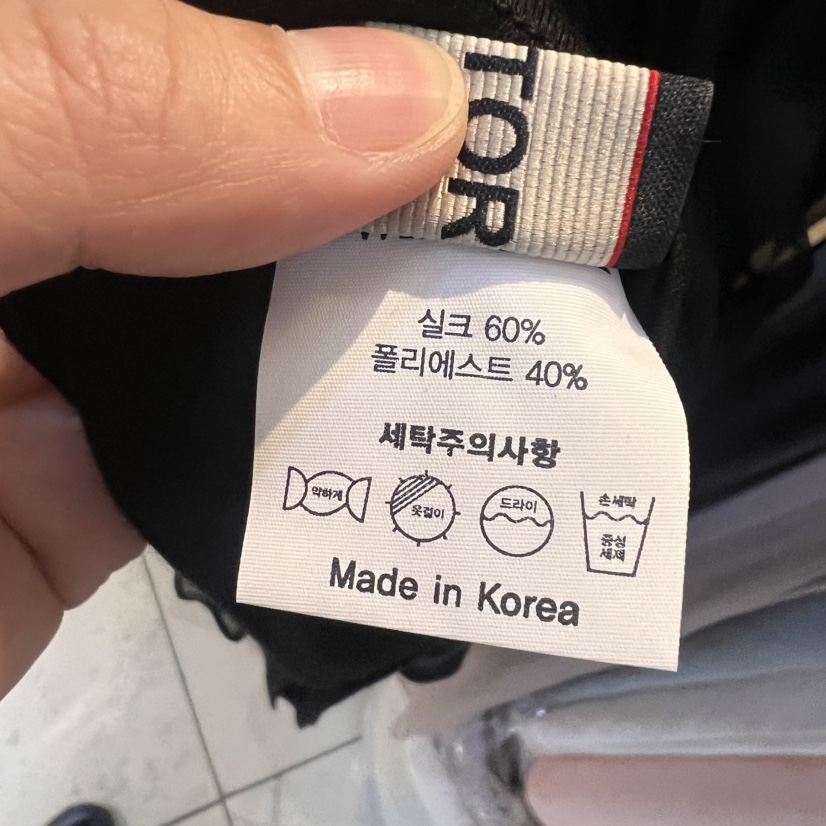 TOR
실크 60%
폴리에스트 40%
세탁주의사항
약하게
옷걸이
드라이
손세탁
중성
세제
Made in Korea